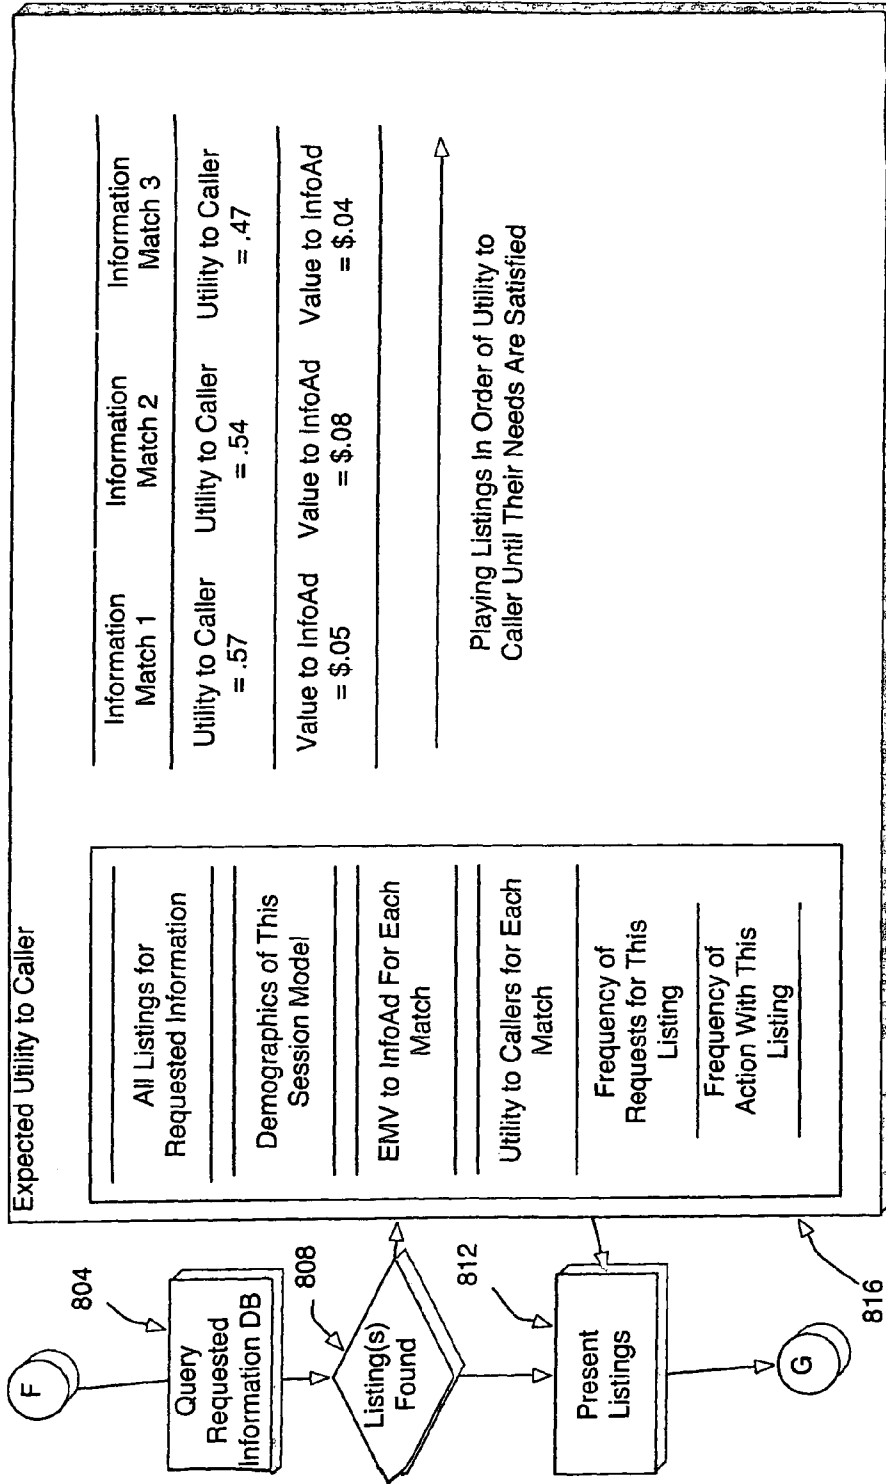 F
804
Query
Requested
Information DB
808
Listing(s)
Found
812
Present
Listings
G
816
Expected Utility to Caller
All Listings for
Requested Information
Demographics of This
Session Model
EMV to InfoAd For Each
Match
Utility to Callers for Each
Match
Frequency of
Requests for This
Listing
Frequency of
Action With This
Listing
Information
Match 1
Information
Match 2
Information
Match 3
Utility to Caller
= .57
Utility to Caller
= .54
Utility to Caller
= .47
Value to InfoAd
= $.05
Value to InfoAd
= $.08
Value to InfoAd
= $.04
Playing Listings In Order of Utility to
Caller Until Their Needs Are Satisfied